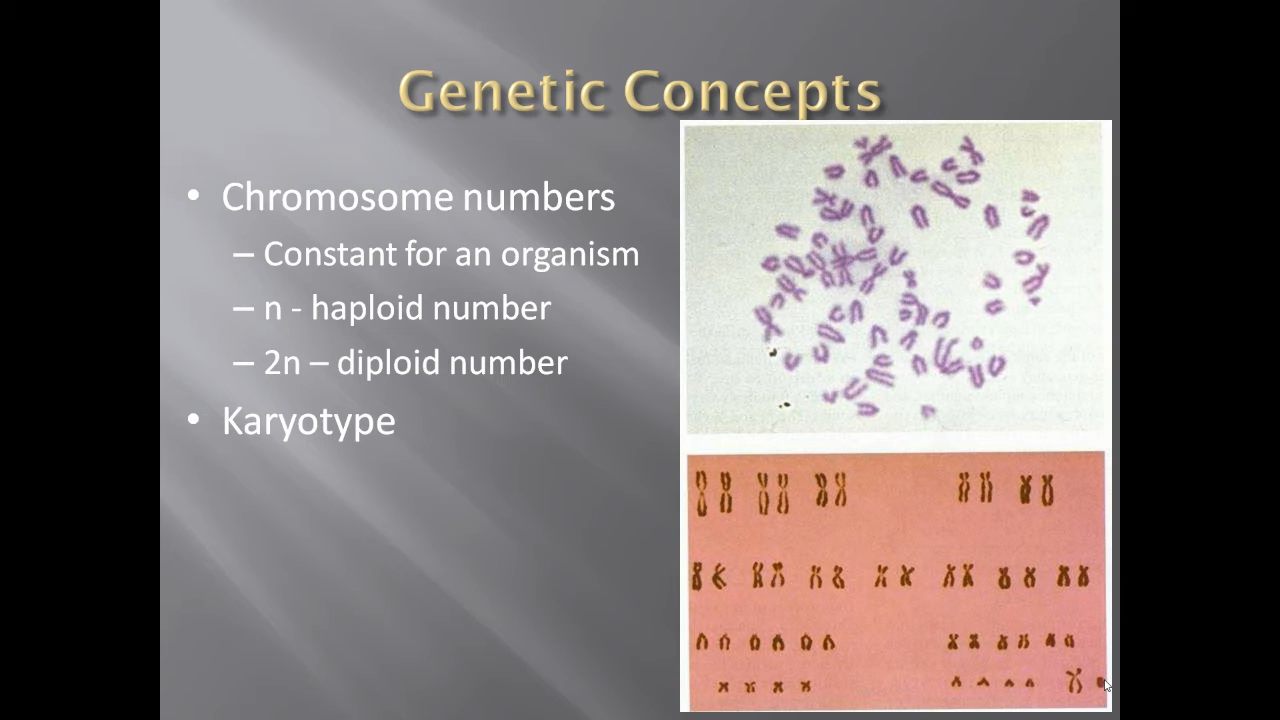 Genetic Concepts
• Chromosome numbers
– Constant for an organism
– n - haploid number
– 2n – diploid number
• Karyotype